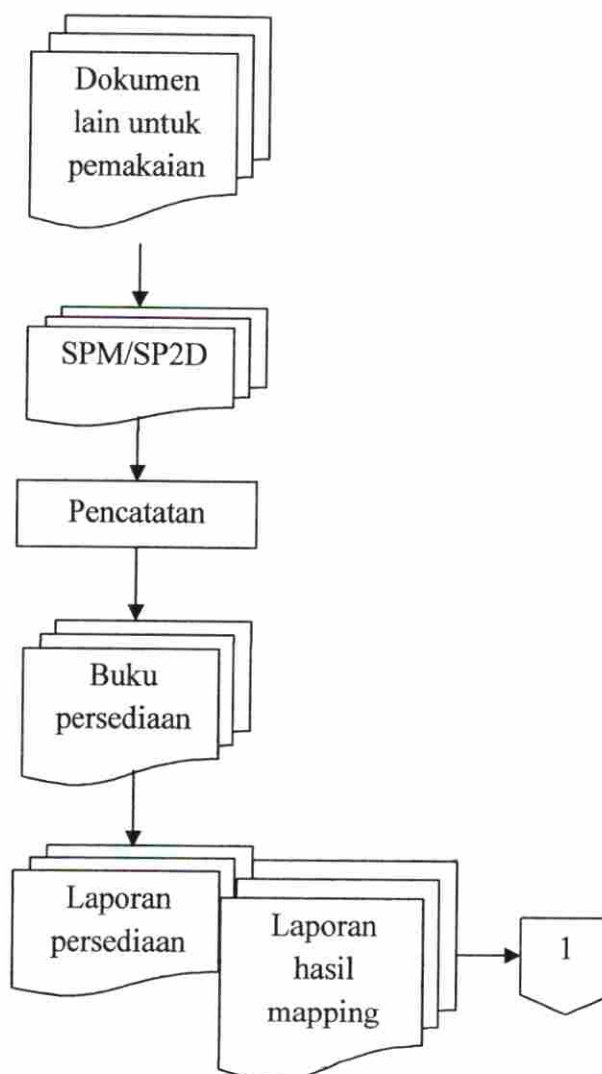 Dokumen
lain untuk
pemakaian
SPM/SP2D
Pencatatan
Buku
persediaan
Laporan
persediaan
Laporan
hasil
mapping
1